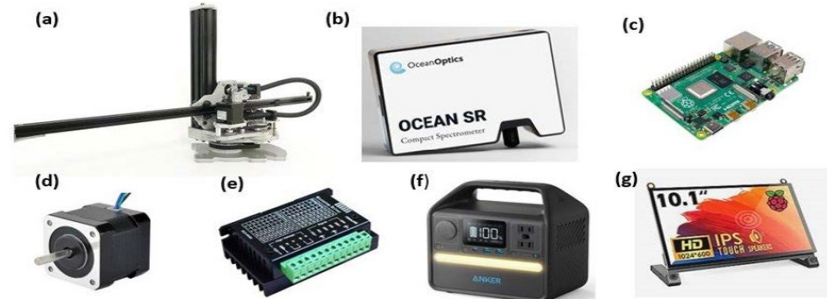 (a)
(b)
OceanOptics
OCEAN SR
Compact Spectrometer
(c)
(d)
(e)
(f)
100%
ANKER
(g)
10.1"
HD
IPS
TOUCH SPEAKERS
1024*600